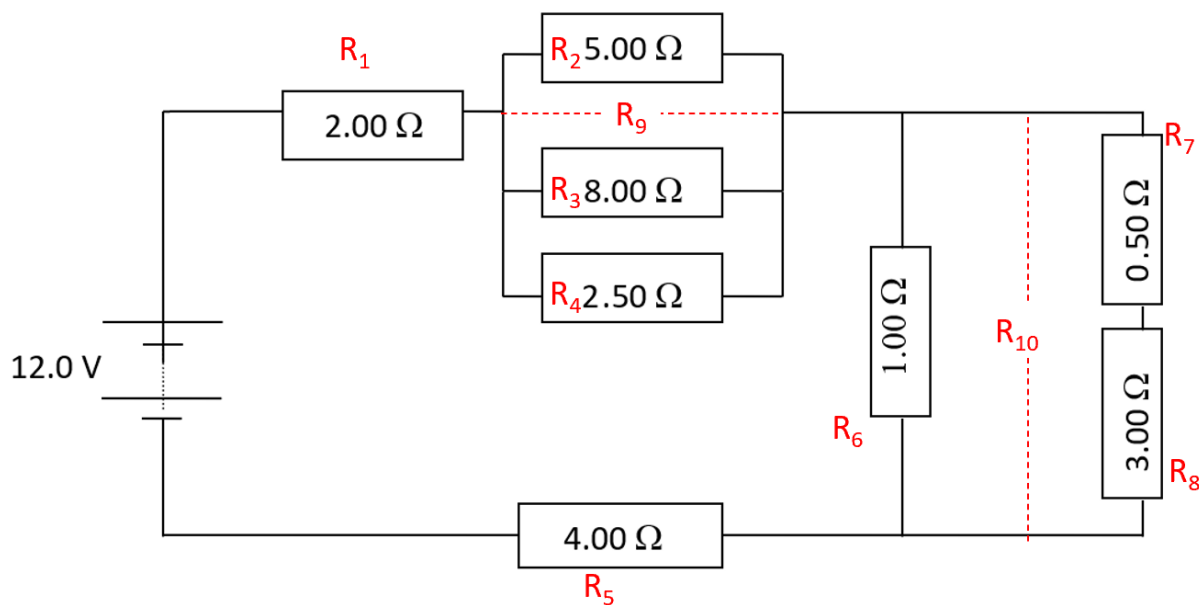 R₁
R₂ 5.00 Ω
2.00 Ω
R₉
R₇
R₃ 8.00 Ω
0.50 Ω
R₄ 2.50 Ω
1.00 Ω
R₁₀
12.0 V
3.00 Ω
R₆
R₈
4.00 Ω
R₅